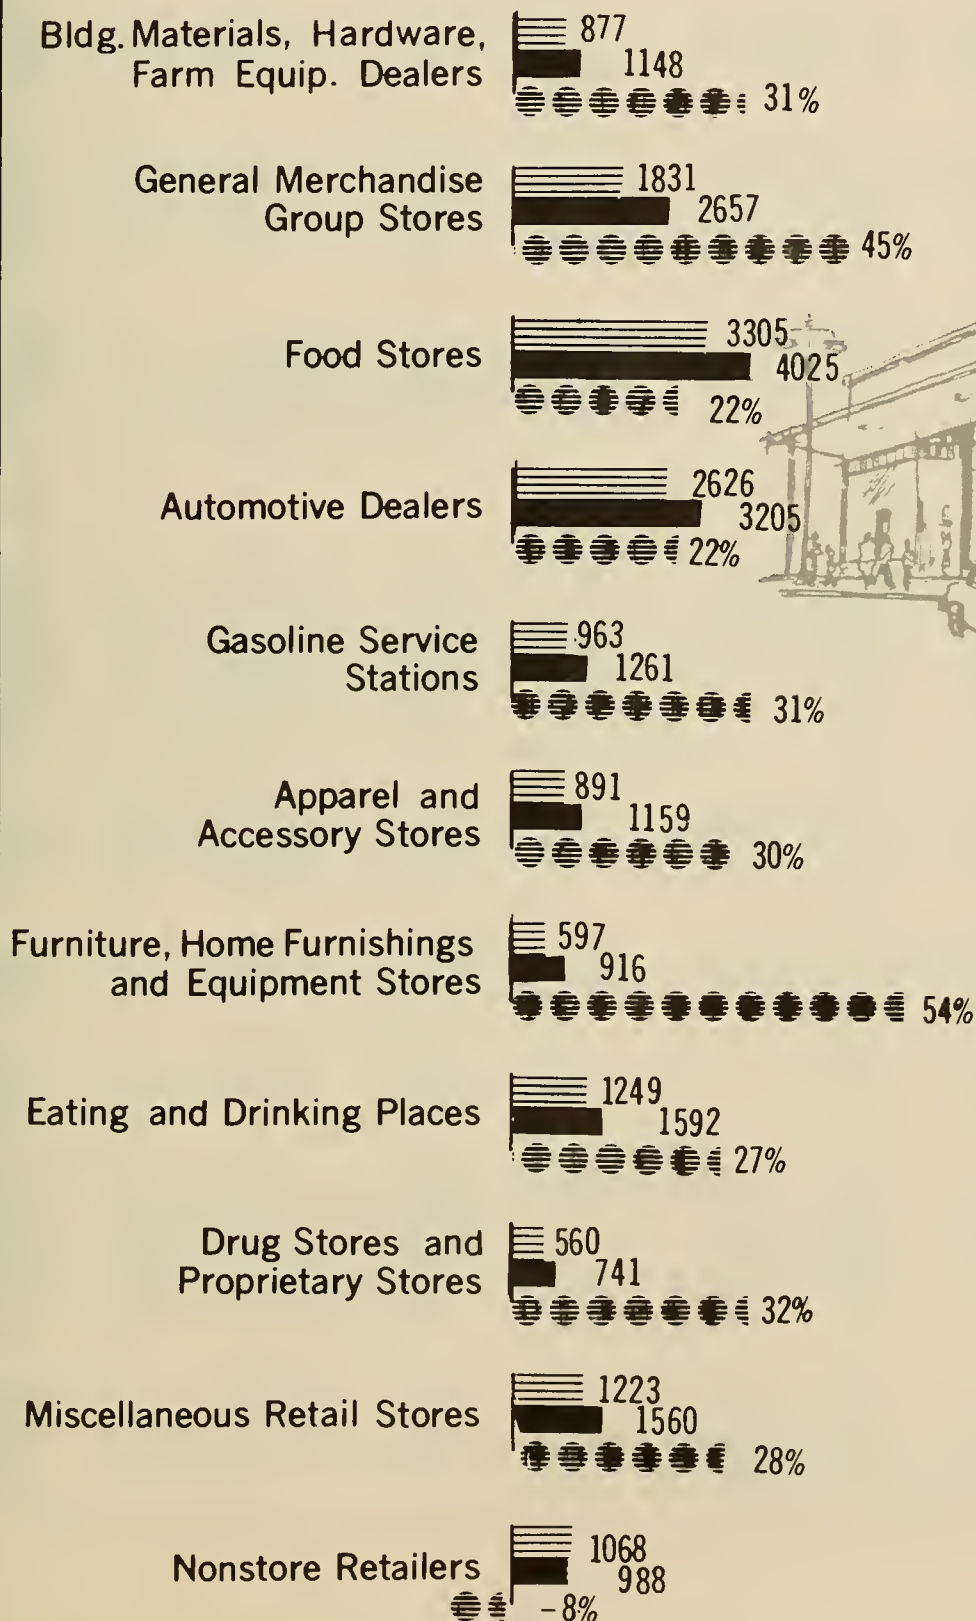 Bldg. Materials, Hardware,
Farm Equip. Dealers
877
1148
31%
General Merchandise
Group Stores
1831
2657
45%
Food Stores
3305
4025
22%
Automotive Dealers
2626
3205
22%
Gasoline Service
Stations
963
1261
31%
Apparel and
Accessory Stores
891
1159
30%
Furniture, Home Furnishings
and Equipment Stores
597
916
54%
Eating and Drinking Places
1249
1592
27%
Drug Stores and
Proprietary Stores
560
741
32%
Miscellaneous Retail Stores
1223
1560
28%
Nonstore Retailers
1068
988
-8%